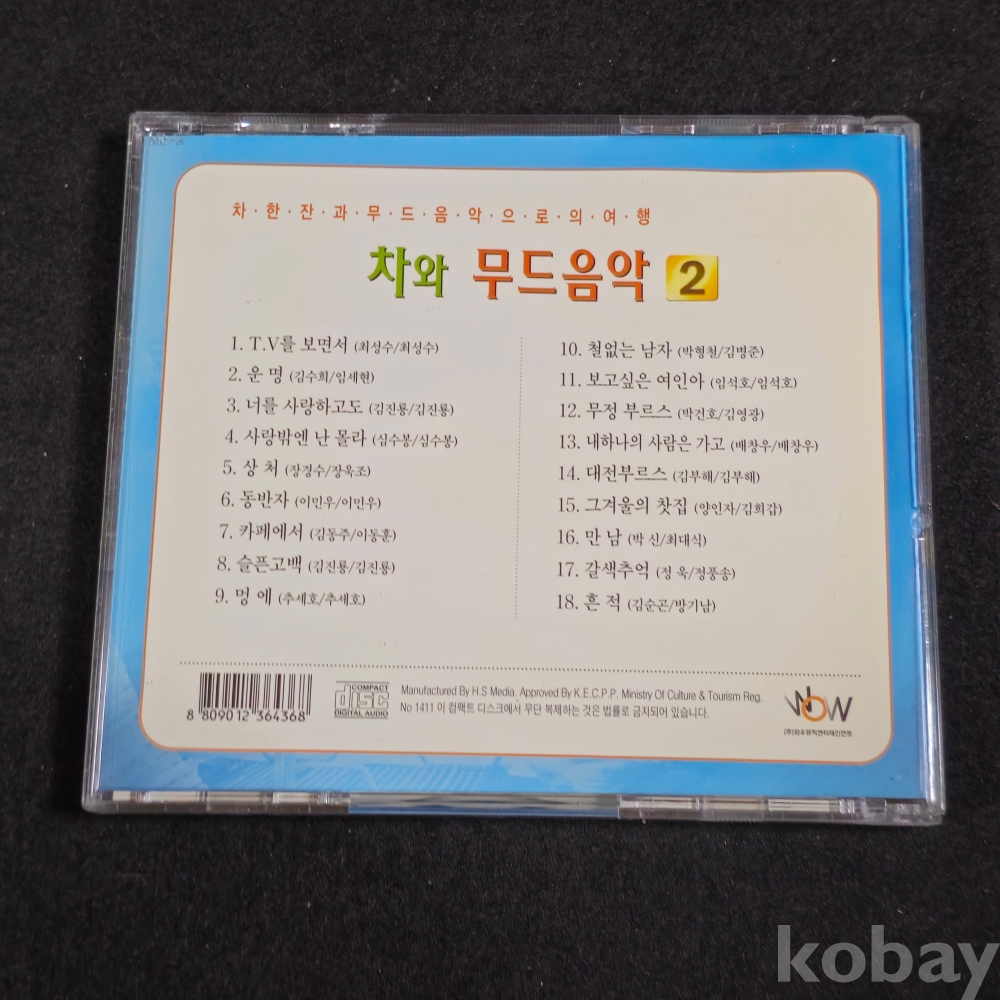 차·한·잔·과·무·드·음·악·으·로·의·여·행
차와 무드음악 2
1. T.V를 보면서 (최성수/최성수)
2. 운 명 (김수희/임세현)
3. 너를 사랑하고도 (김진룡/김진룡)
4. 사랑밖엔 난 몰라 (심수봉/심수봉)
5. 상 처 (장경수/장욱조)
6. 동반자 (이민우/이민우)
7. 카페에서 (김동주/이동훈)
8. 슬픈고백 (김진룡/김진룡)
9. 멍 에 (추세호/추세호)
10. 철없는 남자 (박형철/김병준)
11. 보고싶은 여인아 (임석호/임석호)
12. 무정 부르스 (박건호/김영광)
13. 내하나의 사람은 가고 (배창우/배창우)
14. 대전부르스 (김부해/김부해)
15. 그겨울의 찻집 (양인자/김희갑)
16. 만 남 (박 신/최대식)
17. 갈색추억 (정 욱/정풍송)
18. 흔 적 (김순곤/방기남)
8 809012 364368
COMPACT
disc
DIGITAL AUDIO
Manufactured By H.S Media. Approved By K.E.C.P.P. Ministry Of Culture & Tourism Reg.
No 1411 이 컴팩트 디스크에서 무단 복제하는 것은 법률로 금지되어 있습니다.
WOW
(주)와우뮤직엔터테인먼트
kobay